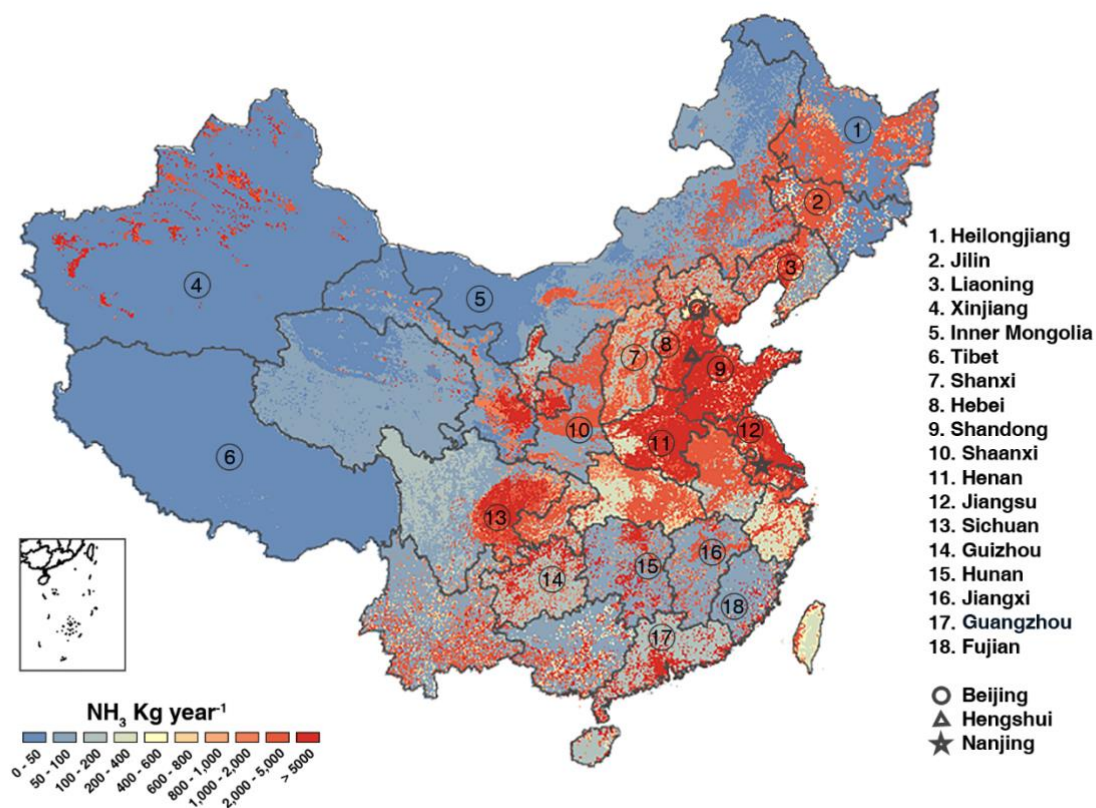 1
2
3
4
5
6
7
8
9
10
11
12
13
14
15
16
17
18
1. Heilongjiang
2. Jilin
3. Liaoning
4. Xinjiang
5. Inner Mongolia
6. Tibet
7. Shanxi
8. Hebei
9. Shandong
10. Shaanxi
11. Henan
12. Jiangsu
13. Sichuan
14. Guizhou
15. Hunan
16. Jiangxi
17. Guangzhou
18. Fujian
Beijing
Hengshui
Nanjing
NH₃ Kg year⁻¹
0 - 50
50 - 100
100 - 200
200 - 400
400 - 600
600 - 800
800 - 1,000
1,000 - 2,000
2,000 - 5,000
> 5000